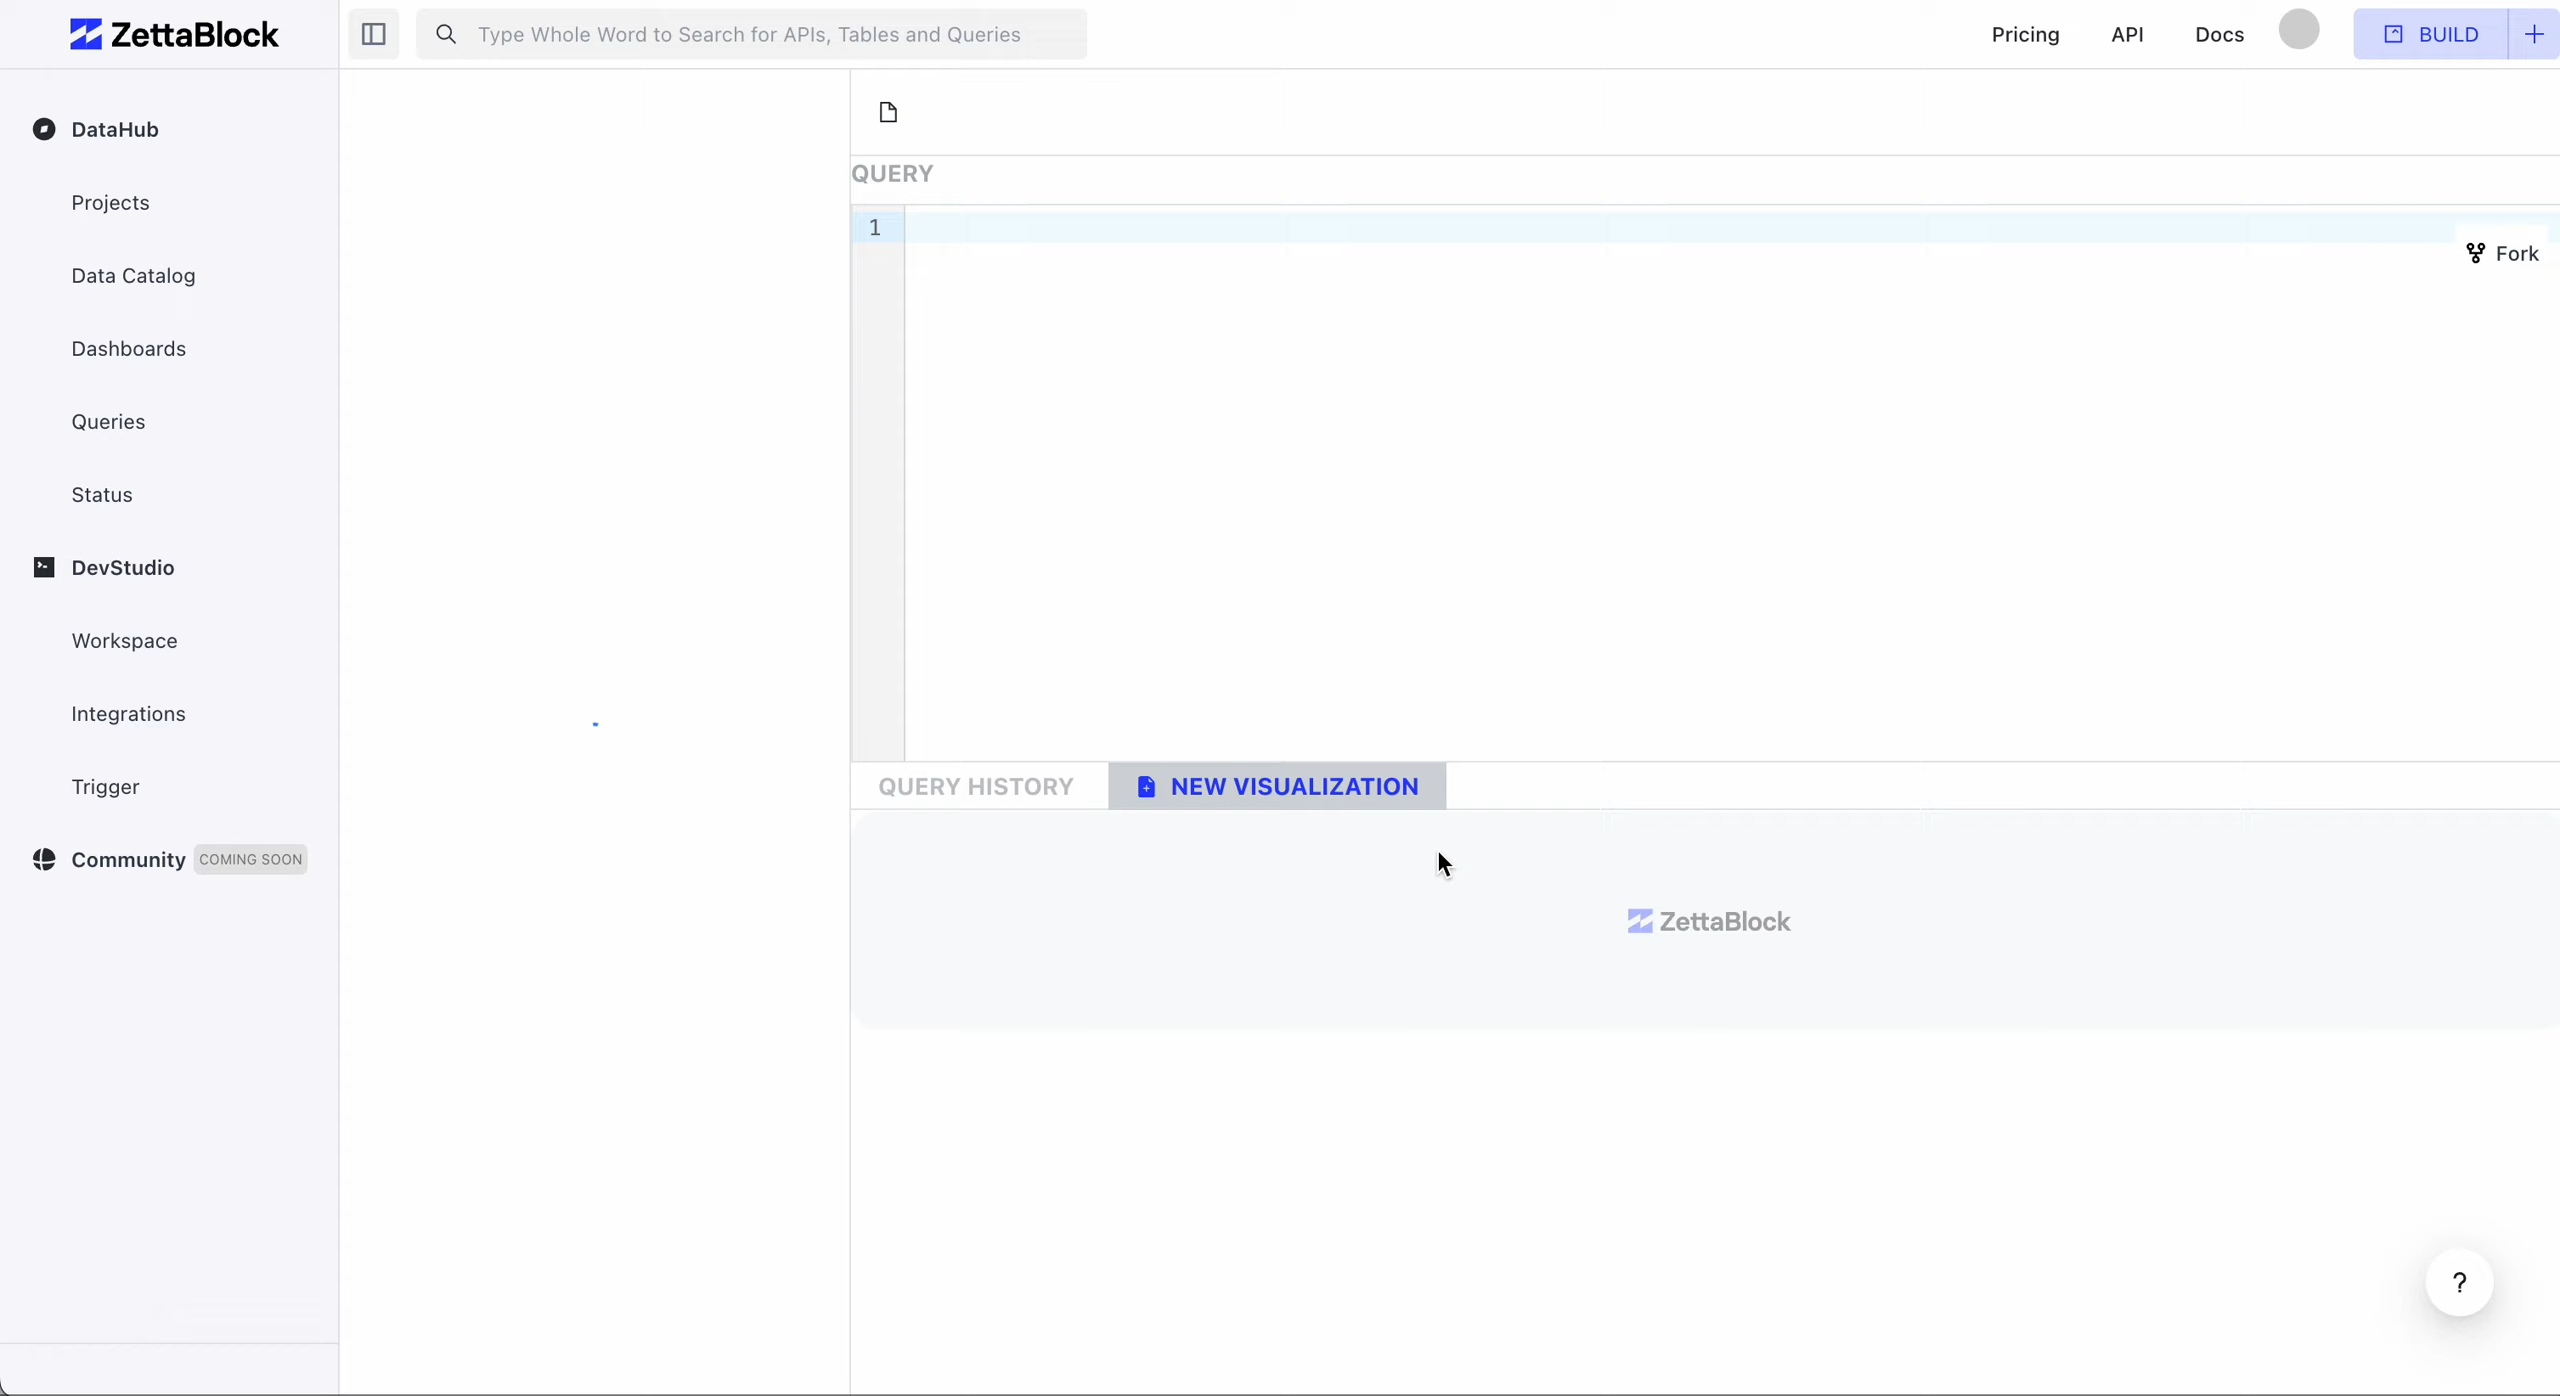 ZettaBlock
Type Whole Word to Search for APIs, Tables and Queries
Pricing
API
Docs
BUILD
DataHub
Projects
Data Catalog
Dashboards
Queries
Status
DevStudio
Workspace
Integrations
Trigger
Community COMING SOON
QUERY
1
Fork
QUERY HISTORY
NEW VISUALIZATION
ZettaBlock
?